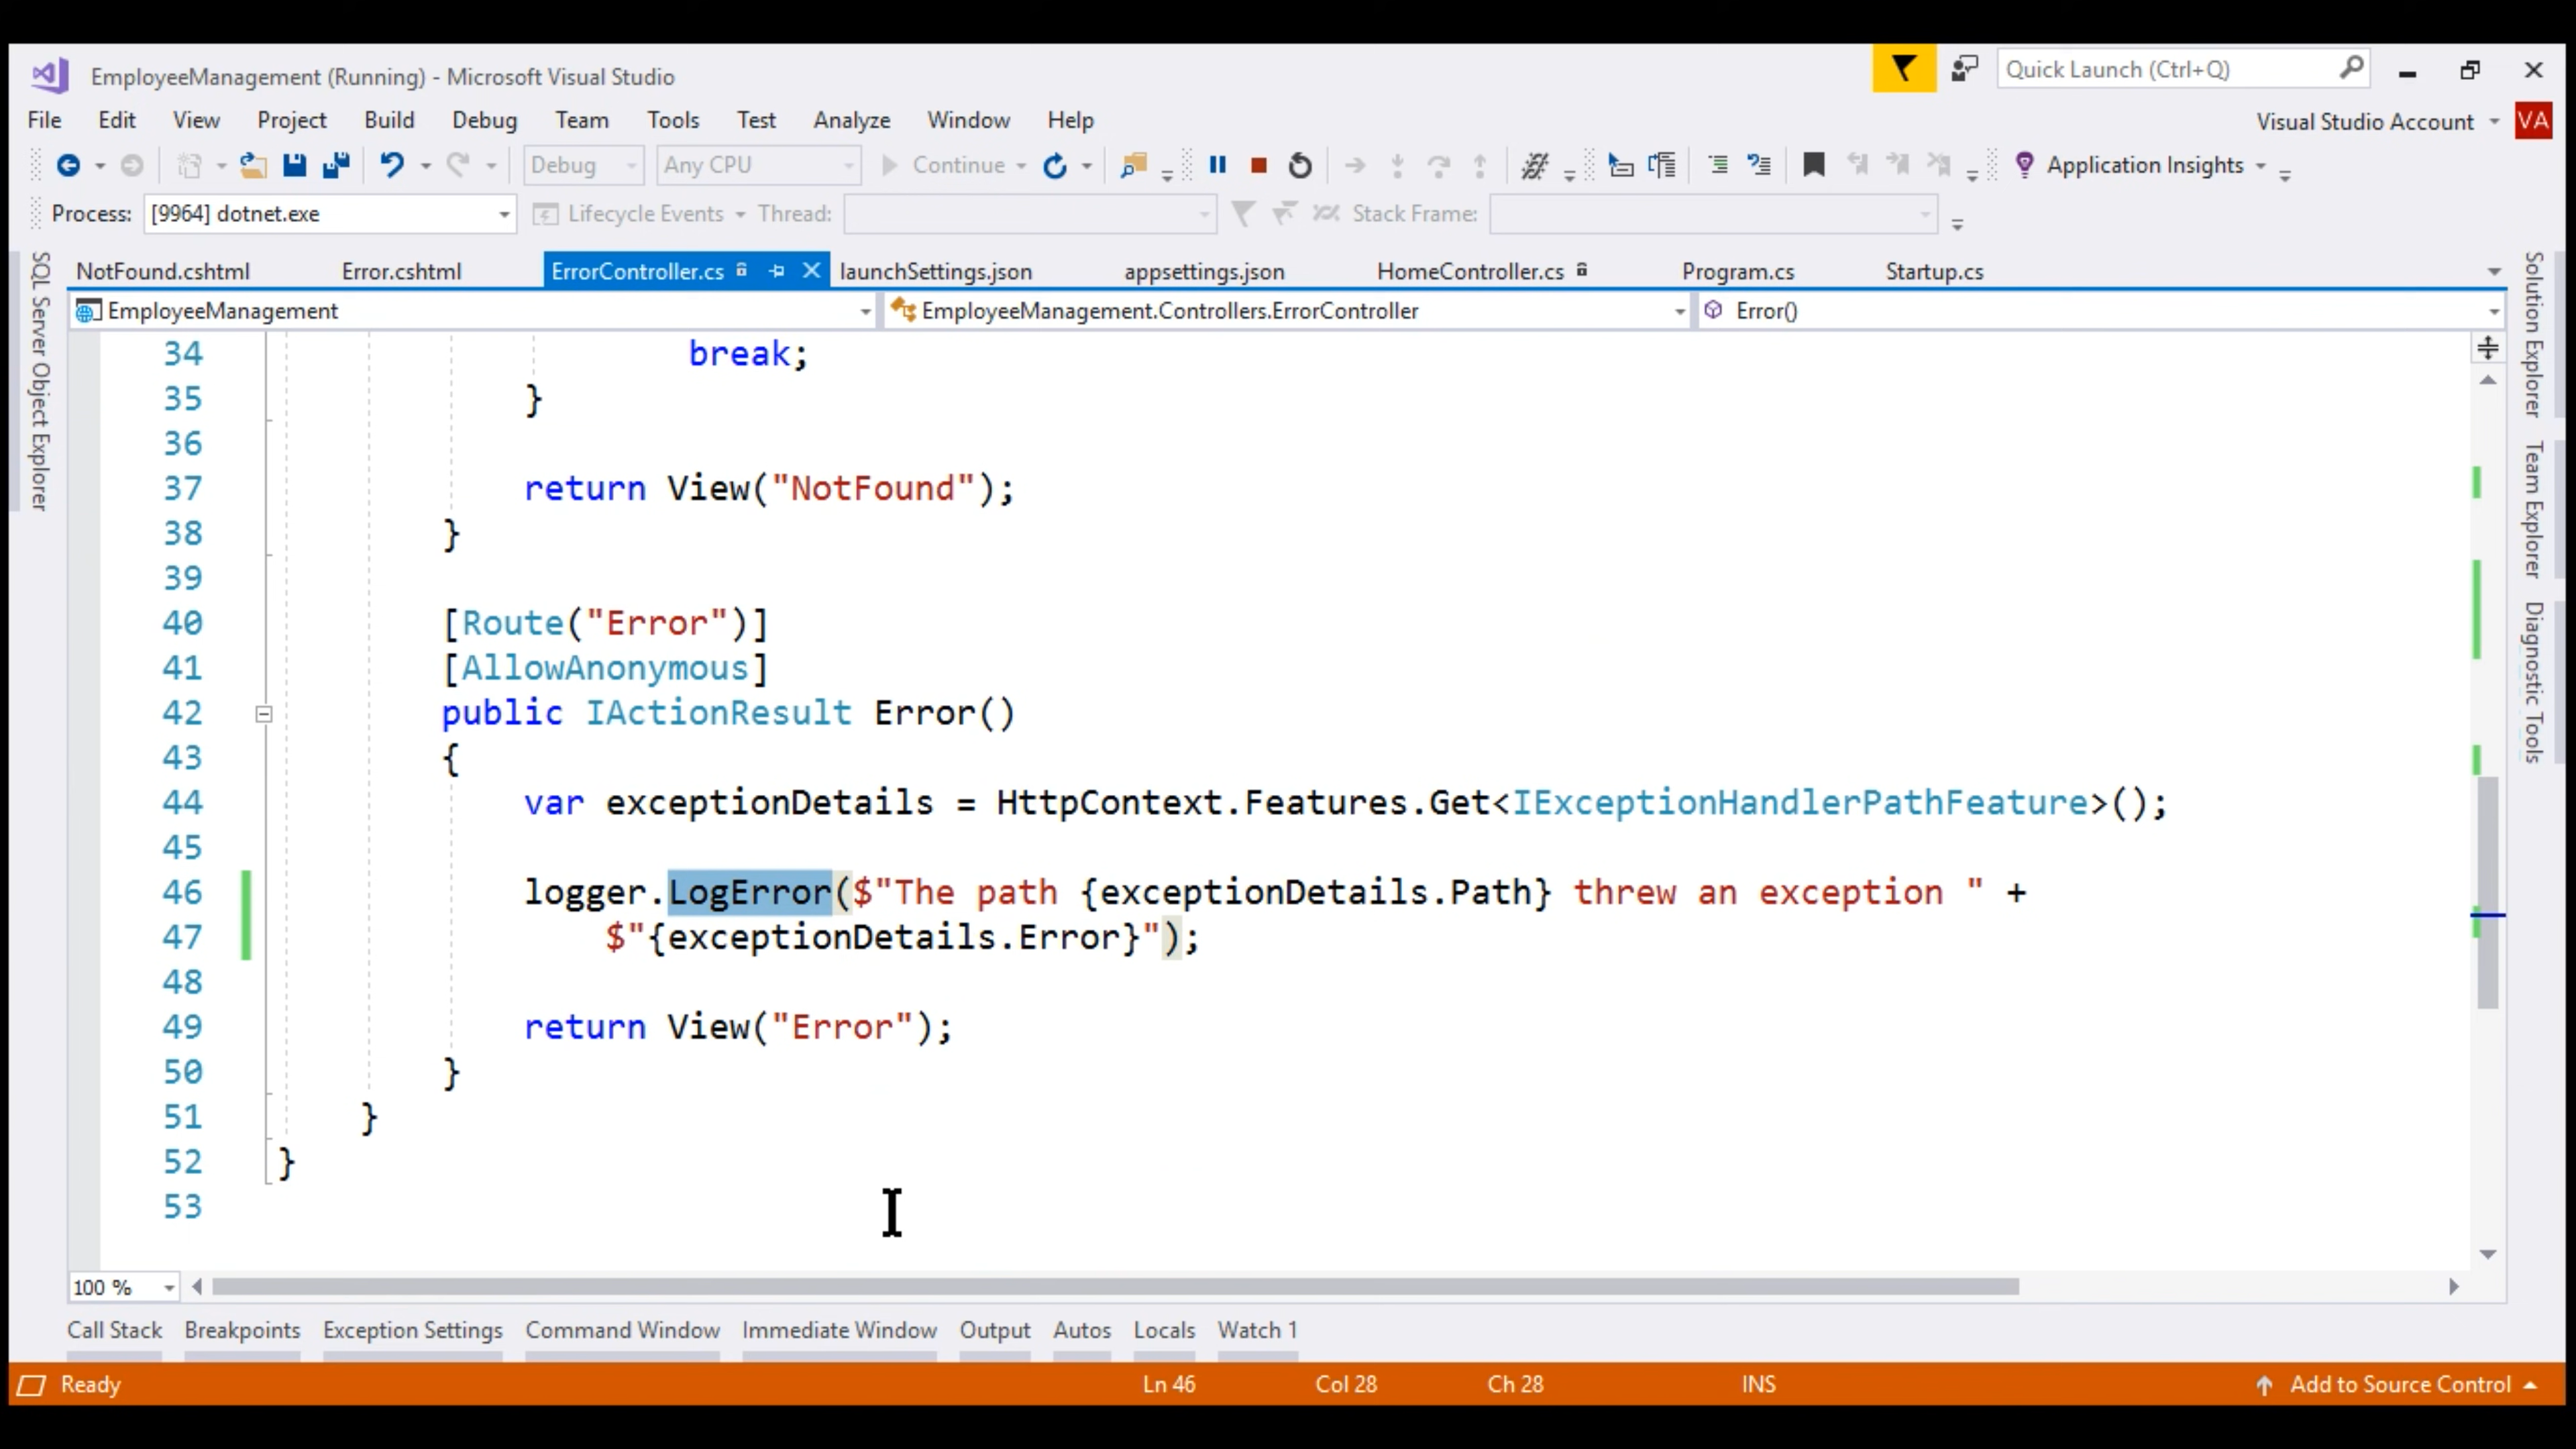 EmployeeManagement (Running) - Microsoft Visual Studio
Quick Launch (Ctrl+Q)
File Edit View Project Build Debug Team Tools Test Analyze Window Help
Visual Studio Account VA
Debug Any CPU Continue Application Insights
Process: [9964] dotnet.exe Lifecycle Events Thread: Stack Frame:
SQL Server Object Explorer
NotFound.cshtml Error.cshtml ErrorController.cs launchSettings.json appsettings.json HomeController.cs Program.cs Startup.cs
EmployeeManagement EmployeeManagement.Controllers.ErrorController Error()
Solution Explorer
Team Explorer
Diagnostic Tools
34 break;
35 }
36
37 return View("NotFound");
38 }
39
40 [Route("Error")]
41 [AllowAnonymous]
42 public IActionResult Error()
43 {
44 var exceptionDetails = HttpContext.Features.Get<IExceptionHandlerPathFeature>();
45
46 logger.LogError($"The path {exceptionDetails.Path} threw an exception " +
47 $"{exceptionDetails.Error}");
48
49 return View("Error");
50 }
51 }
52 }
53
100 %
Call Stack Breakpoints Exception Settings Command Window Immediate Window Output Autos Locals Watch 1
Ready Ln 46 Col 28 Ch 28 INS Add to Source Control